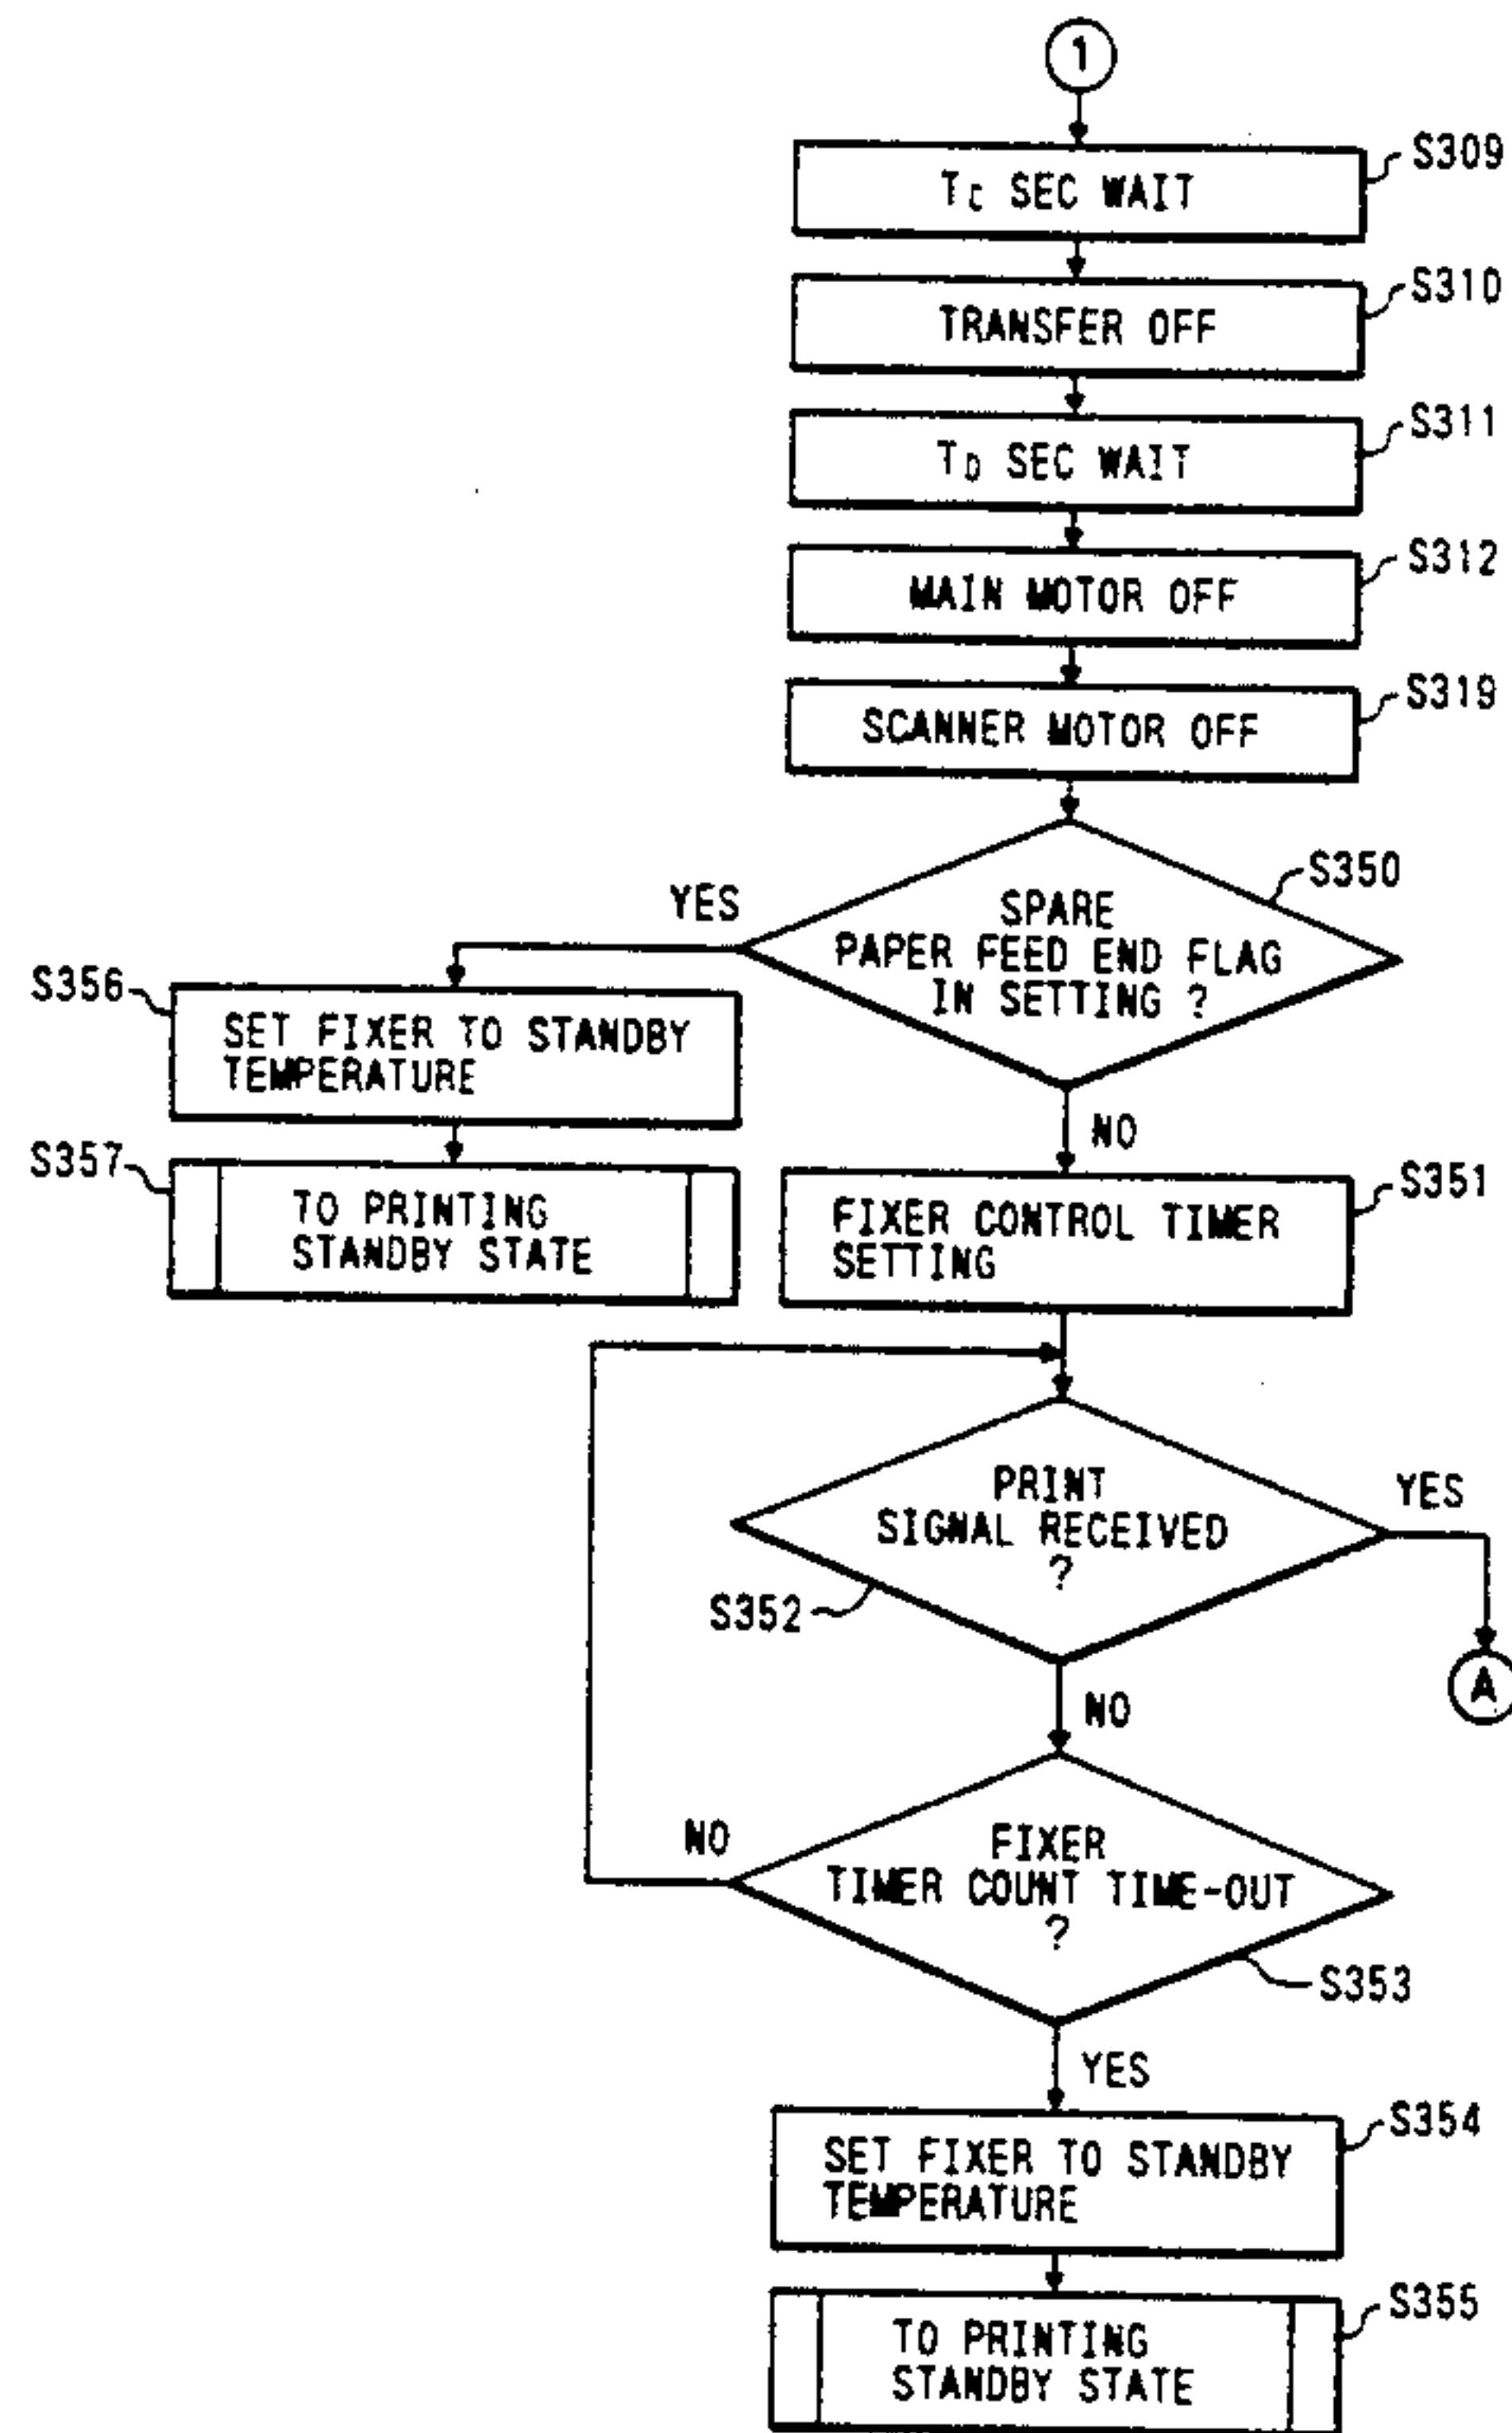 1
S309
TC SEC WAIT
S310
TRANSFER OFF
S311
TD SEC WAIT
S312
MAIN MOTOR OFF
S319
SCANNER MOTOR OFF
S350
YES
SPARE
PAPER FEED END FLAG
IN SETTING ?
S356
SET FIXER TO STANDBY
TEMPERATURE
NO
S357
TO PRINTING
STANDBY STATE
S351
FIXER CONTROL TIMER
SETTING
PRINT
SIGNAL RECEIVED
?
YES
S352
A
NO
NO
FIXER
TIMER COUNT TIME-OUT
?
S353
YES
S354
SET FIXER TO STANDBY
TEMPERATURE
S355
TO PRINTING
STANDBY STATE